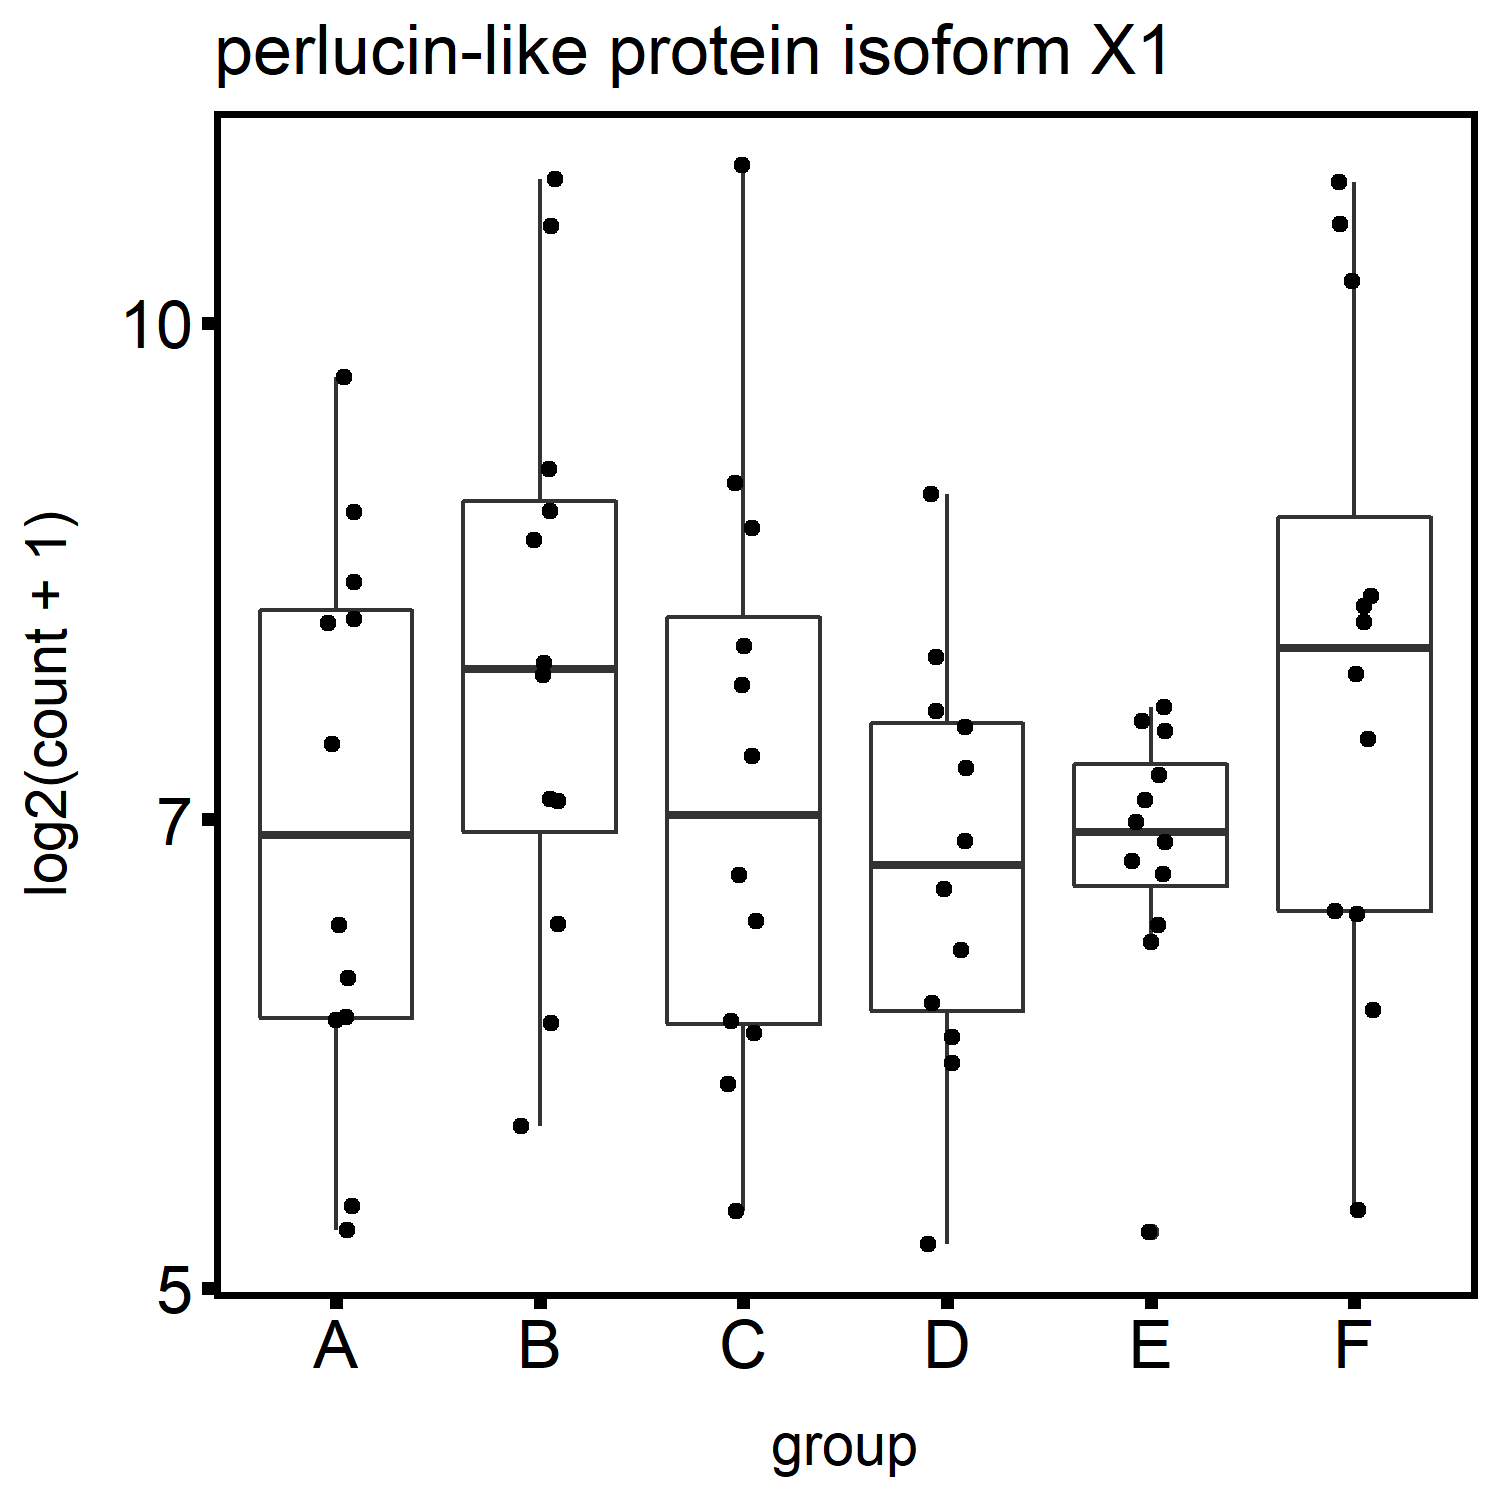 perlucin-like protein isoform X1
log2(count + 1)
10
7
5
A B C D E F
group